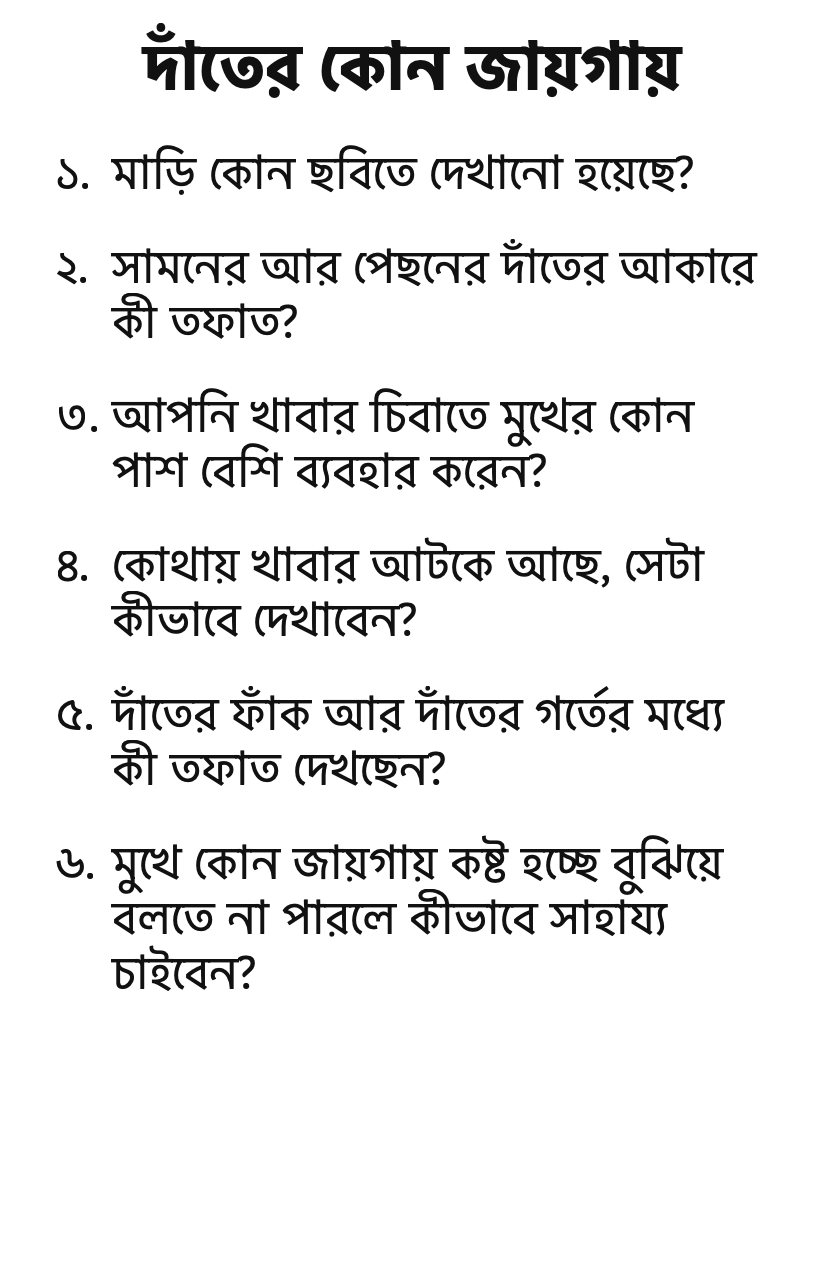 দাঁতের কোন জায়গায়
১. মাড়ি কোন ছবিতে দেখানো হয়েছে?
২. সামনের আর পেছনের দাঁতের আকারে
কী তফাত?
৩. আপনি খাবার চিবাতে মুখের কোন
পাশ বেশি ব্যবহার করেন?
৪. কোথায় খাবার আটকে আছে, সেটা
কীভাবে দেখাবেন?
৫. দাঁতের ফাঁক আর দাঁতের গর্তের মধ্যে
কী তফাত দেখছেন?
৬. মুখে কোন জায়গায় কষ্ট হচ্ছে বুঝিয়ে
বলতে না পারলে কীভাবে সাহায্য
চাইবেন?